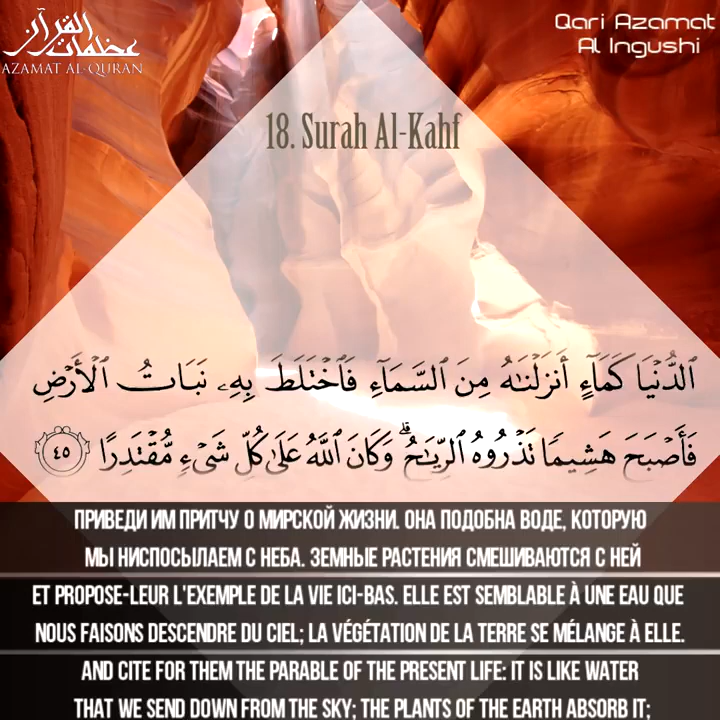 عظمات القرآن
AZAMAT AL-QURAN
Qari Azamat
Al Ingushi
18. Surah Al-Kahf
ٱلدُّنْيَا كَمَآءٍ أَنزَلْنَـٰهُ مِنَ ٱلسَّمَآءِ فَٱخْتَلَطَ بِهِۦ نَبَاتُ ٱلْأَرْضِ
فَأَصْبَحَ هَشِيمًا تَذْرُوهُ ٱلرِّيَـٰحُ ۗ وَكَانَ ٱللَّهُ عَلَىٰ كُلِّ شَىْءٍ مُّقْتَدِرًا ٤٥
ПРИВЕДИ ИМ ПРИТЧУ О МИРСКОЙ ЖИЗНИ. ОНА ПОДОБНА ВОДЕ, КОТОРУЮ
МЫ НИСПОСЫЛАЕМ С НЕБА. ЗЕМНЫЕ РАСТЕНИЯ СМЕШИВАЮТСЯ С НЕЙ
ET PROPOSE-LEUR L'EXEMPLE DE LA VIE ICI-BAS. ELLE EST SEMBLABLE À UNE EAU QUE
NOUS FAISONS DESCENDRE DU CIEL; LA VÉGÉTATION DE LA TERRE SE MÉLANGE À ELLE.
AND CITE FOR THEM THE PARABLE OF THE PRESENT LIFE: IT IS LIKE WATER
THAT WE SEND DOWN FROM THE SKY; THE PLANTS OF THE EARTH ABSORB IT;